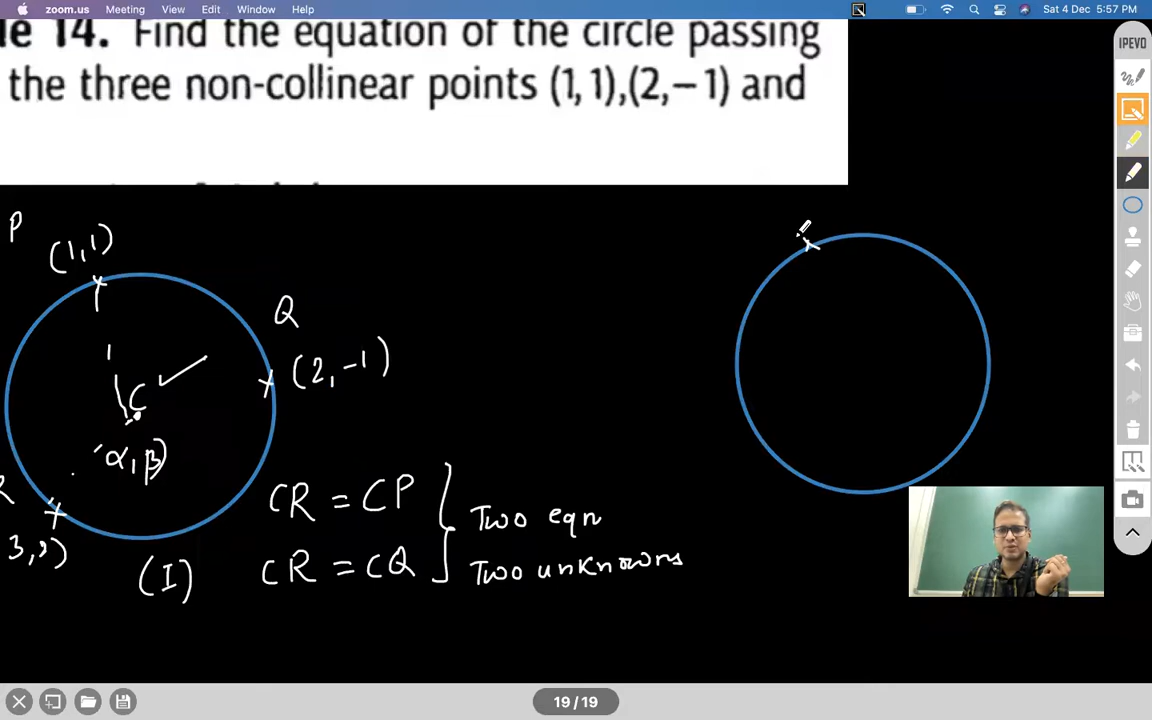 zoom.us Meeting View Edit Window Help Sat 4 Dec 5:57 PM
le 14. Find the equation of the circle passing
the three non-collinear points (1, 1),(2,– 1) and
IPEVO
P
(1,1)
Q
(2,-1)
C
α,β)
R
3,2)
(I)
CR = CP
CR = CQ
Two eqn
Two unknowns
19 / 19